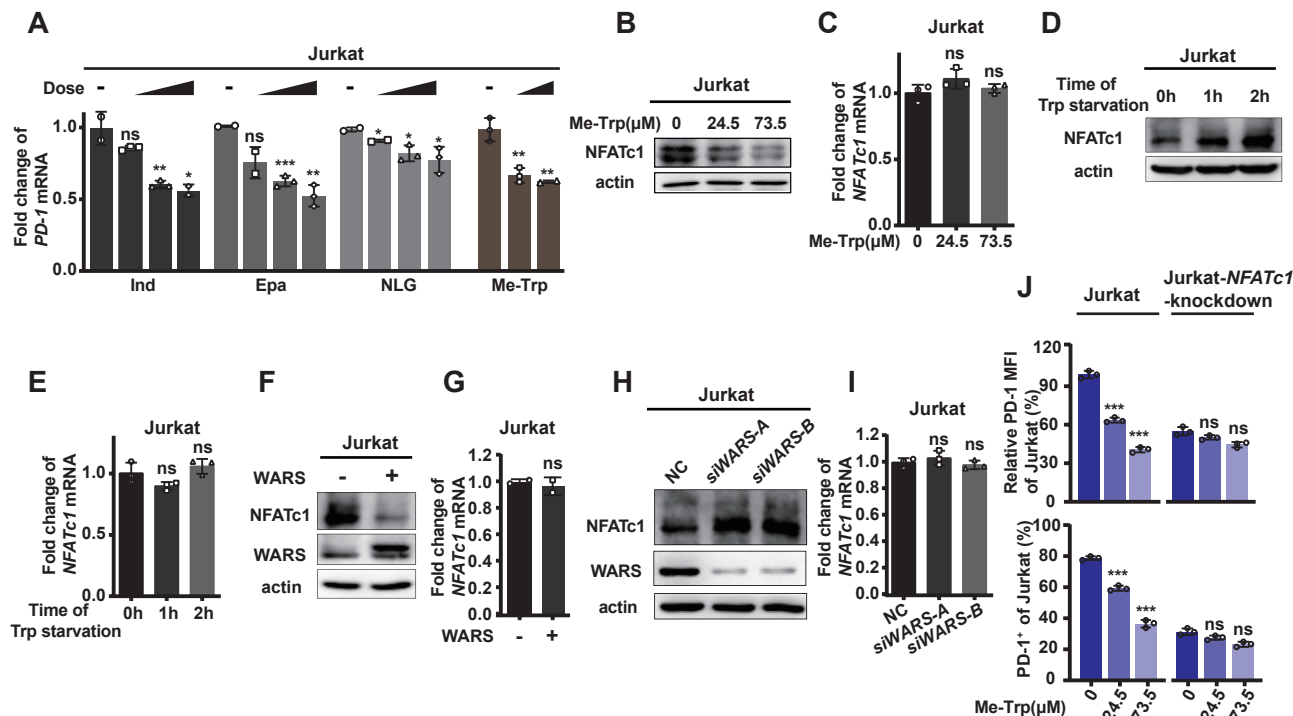 A
Jurkat
Dose
- - - -
ns ** * ns *** ** * * * ** **
Fold change of
PD-1 mRNA
1.0
0.5
0.0
Ind Epa NLG Me-Trp
B
Jurkat
Me-Trp(μM) 0 24.5 73.5
NFATc1
actin
C
Jurkat
ns ns
Fold change of
NFATc1 mRNA
1.0
0.5
0.0
Me-Trp(μM) 0 24.5 73.5
D
Jurkat
Time of
Trp starvation 0h 1h 2h
NFATc1
actin
E
Jurkat
ns ns
Fold change of
NFATc1 mRNA
1.0
0.5
0.0
Time of
Trp starvation 0h 1h 2h
F
Jurkat
WARS - +
NFATc1
WARS
actin
G
Jurkat
ns
Fold change of
NFATc1 mRNA
1.2
1.0
0.8
0.6
0.4
0.2
0.0
WARS - +
H
Jurkat
NC siWARS-A siWARS-B
NFATc1
WARS
actin
I
Jurkat
ns ns
Fold change of
NFATc1 mRNA
1.2
1.0
0.8
0.6
0.4
0.2
0.0
NC siWARS-A siWARS-B
J
Jurkat
Jurkat-NFATc1
-knockdown
Relative PD-1 MFI
of Jurkat (%)
120
90
60
30
0
*** *** ns ns
PD-1+ of Jurkat (%)
100
80
60
40
20
0
*** *** ns ns
Me-Trp(μM) 0 24.5 73.5 0 24.5 73.5